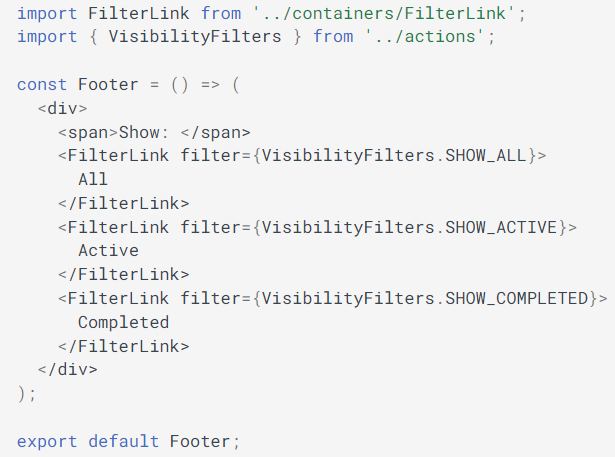 import FilterLink from '../containers/FilterLink';
import { VisibilityFilters } from '../actions';

const Footer = () => (
  <div>
    <span>Show: </span>
    <FilterLink filter={VisibilityFilters.SHOW_ALL}>
      All
    </FilterLink>
    <FilterLink filter={VisibilityFilters.SHOW_ACTIVE}>
      Active
    </FilterLink>
    <FilterLink filter={VisibilityFilters.SHOW_COMPLETED}>
      Completed
    </FilterLink>
  </div>
);

export default Footer;